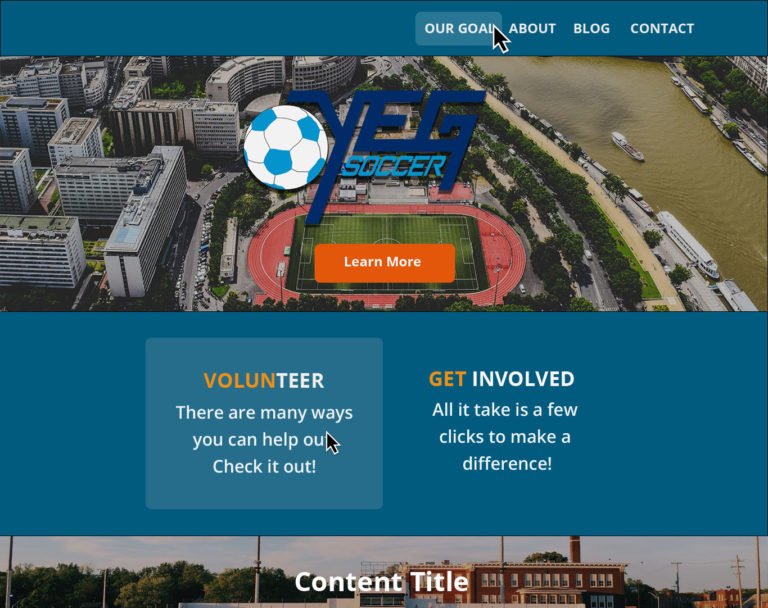 OUR GOAL ABOUT BLOG CONTACT
YEG
SOCCER
Learn More
VOLUNTEER
There are many ways
you can help out
Check it out!
GET INVOLVED
All it take is a few
clicks to make a
difference!
Content Title